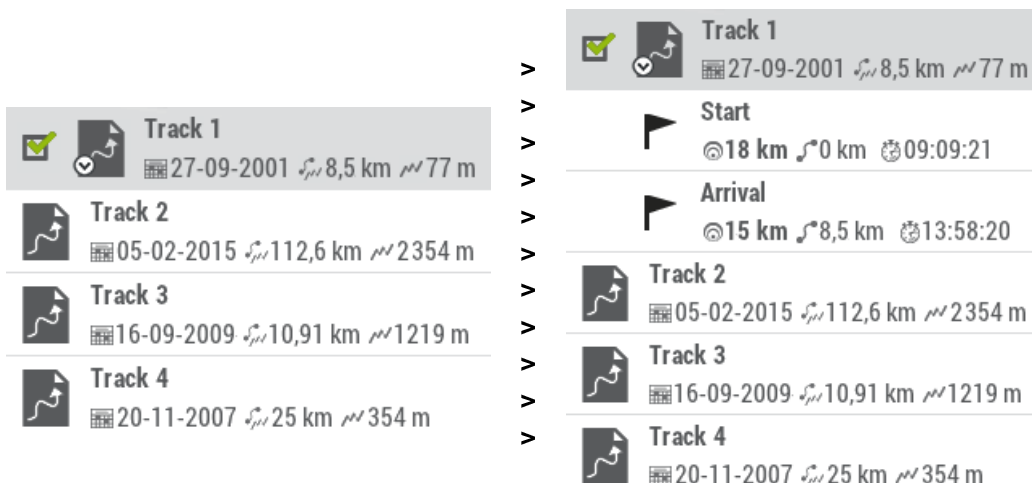 Track 1
27-09-2001 8,5 km 77 m
Track 2
05-02-2015 112,6 km 2354 m
Track 3
16-09-2009 10,91 km 1219 m
Track 4
20-11-2007 25 km 354 m
>
>
>
>
>
>
>
>
>
>
>
Track 1
27-09-2001 8,5 km 77 m
Start
18 km 0 km 09:09:21
Arrival
15 km 8,5 km 13:58:20
Track 2
05-02-2015 112,6 km 2354 m
Track 3
16-09-2009 10,91 km 1219 m
Track 4
20-11-2007 25 km 354 m